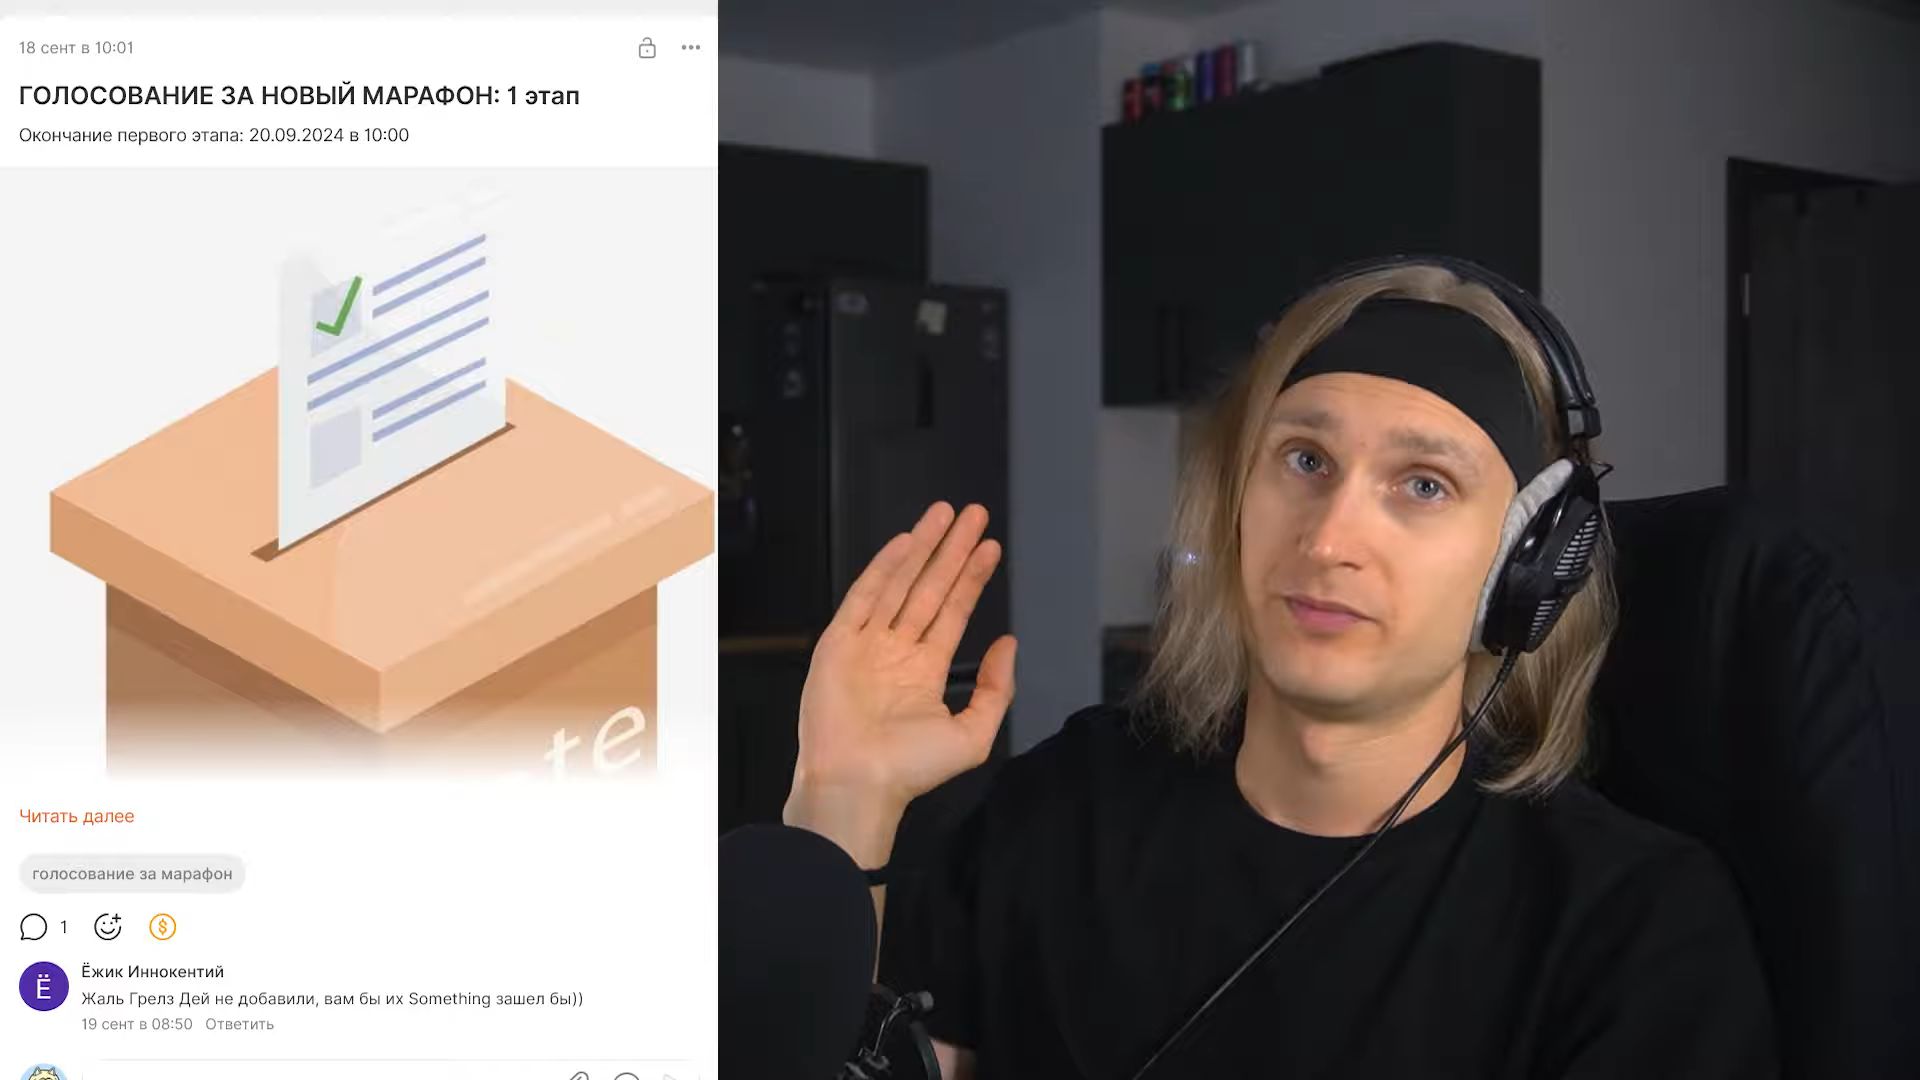 18 сент в 10:01
ГОЛОСОВАНИЕ ЗА НОВЫЙ МАРАФОН: 1 этап
Окончание первого этапа: 20.09.2024 в 10:00
te
Читать далее
голосование за марафон
1
Ё
Ёжик Иннокентий
Жаль Грелз Дей не добавили, вам бы их Something зашел бы))
19 сент в 08:50 Ответить